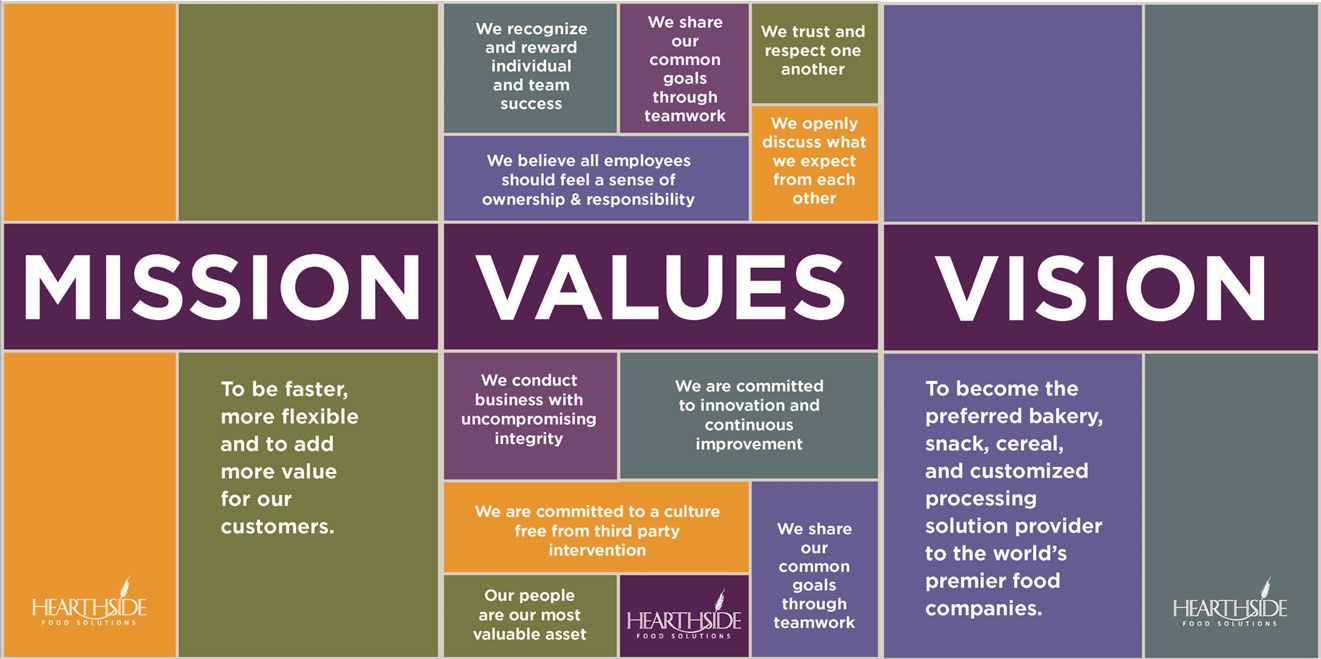 MISSION
To be faster,
more flexible
and to add
more value
for our
customers.
HEARTHSIDE
FOOD SOLUTIONS
We recognize
and reward
individual
and team
success
We share
our
common
goals
through
teamwork
We trust and
respect one
another
We believe all employees
should feel a sense of
ownership & responsibility
We openly
discuss what
we expect
from each
other
VALUES
We conduct
business with
uncompromising
integrity
We are committed
to innovation and
continuous
improvement
We are committed to a culture
free from third party
intervention
We share
our
common
goals
through
teamwork
Our people
are our most
valuable asset
HEARTHSIDE
FOOD SOLUTIONS
VISION
To become the
preferred bakery,
snack, cereal,
and customized
processing
solution provider
to the world's
premier food
companies.
HEARTHSIDE
FOOD SOLUTIONS